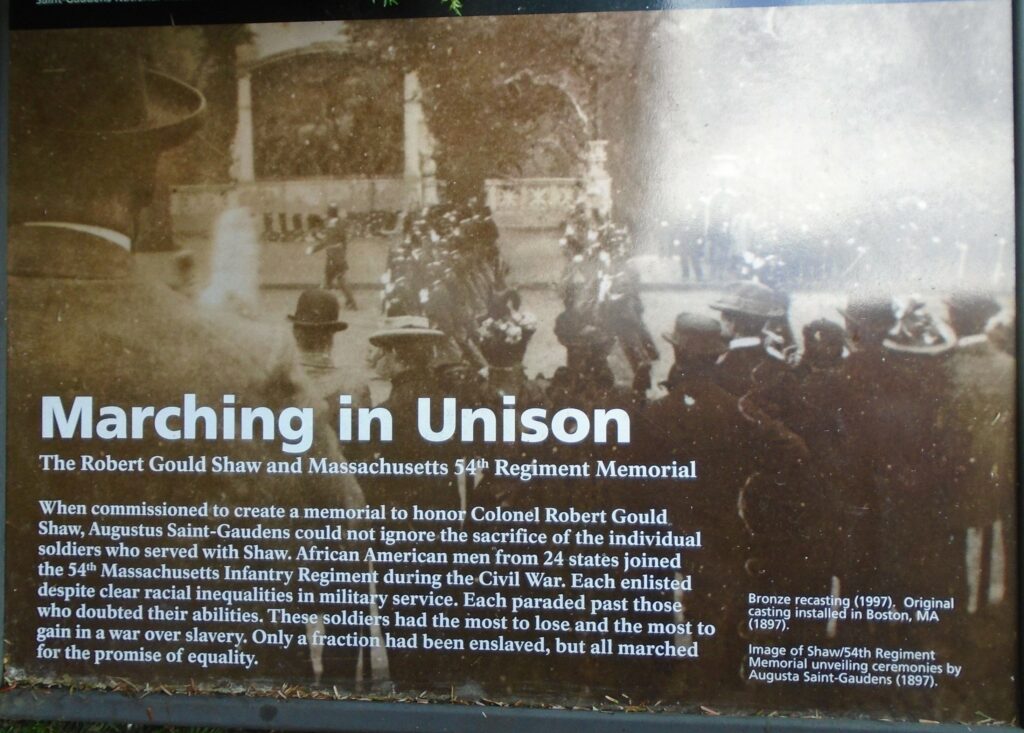 Marching in Unison
The Robert Gould Shaw and Massachusetts 54th Regiment Memorial
When commissioned to create a memorial to honor Colonel Robert Gould
Shaw, Augustus Saint-Gaudens could not ignore the sacrifice of the individual
soldiers who served with Shaw. African American men from 24 states joined
the 54th Massachusetts Infantry Regiment during the Civil War. Each enlisted
despite clear racial inequalities in military service. Each paraded past those
who doubted their abilities. These soldiers had the most to lose and the most to
gain in a war over slavery. Only a fraction had been enslaved, but all marched
for the promise of equality.
Bronze recasting (1997). Original
casting installed in Boston, MA
(1897).
Image of Shaw/54th Regiment
Memorial unveiling ceremonies by
Augusta Saint-Gaudens (1897).